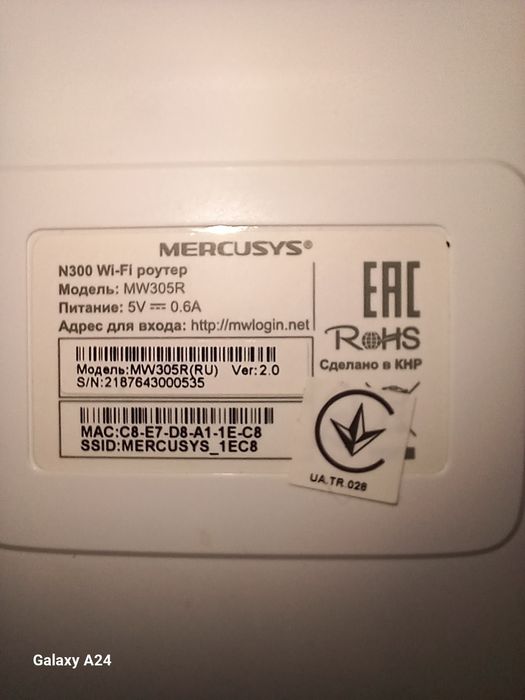 MERCUSYS®
N300 Wi-Fi роутер
Модель: MW305R
Питание: 5V⎓0.6A
Адрес для входа: http://mwlogin.net
EAC
RoHS
Сделано в КНР
Модель:MW305R(RU) Ver:2.0
S/N:2187643000535
MAC:C8-E7-D8-A1-1E-C8
SSID:MERCUSYS_1EC8
UA.TR.028
Galaxy A24